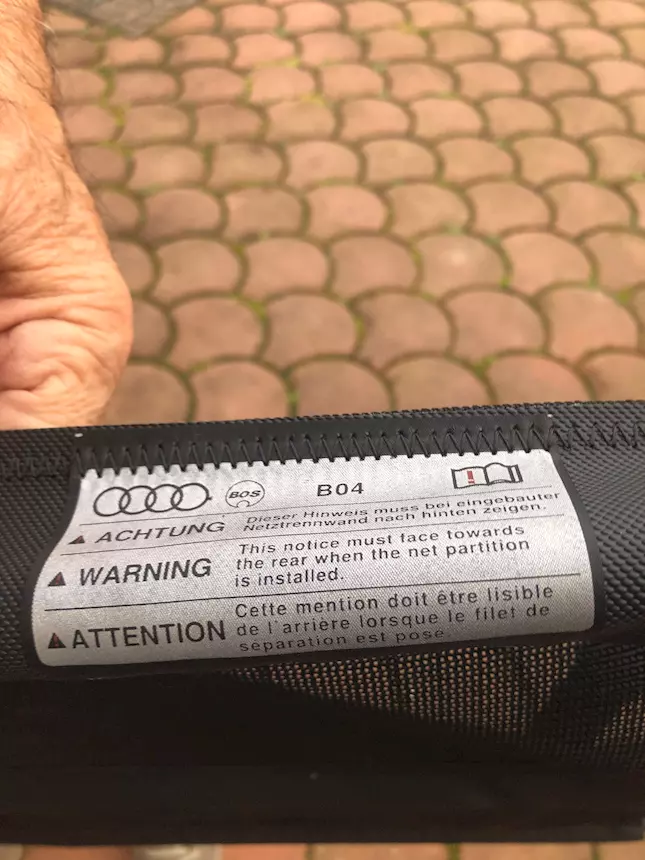 BOS B04
ACHTUNG
Dieser Hinweis muss bei eingebauter
Netztrennwand nach hinten zeigen.
WARNING
This notice must face towards
the rear when the net partition
is installed.
ATTENTION
Cette mention doit être lisible
de l'arrière lorsque le filet de
séparation est posé